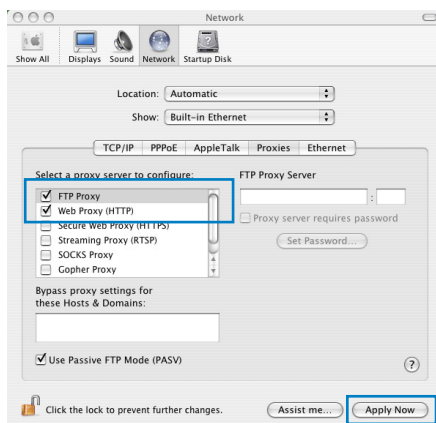 Network
Show All Displays Sound Network Startup Disk
Location: Automatic
Show: Built-in Ethernet
TCP/IP PPPoE AppleTalk Proxies Ethernet
Select a proxy server to configure: FTP Proxy Server
FTP Proxy :
Web Proxy (HTTP) Proxy server requires password
Secure Web Proxy (HTTPS)
Streaming Proxy (RTSP) Set Password...
SOCKS Proxy
Gopher Proxy
Bypass proxy settings for
these Hosts & Domains:
Use Passive FTP Mode (PASV) ?
Click the lock to prevent further changes. Assist me... Apply Now